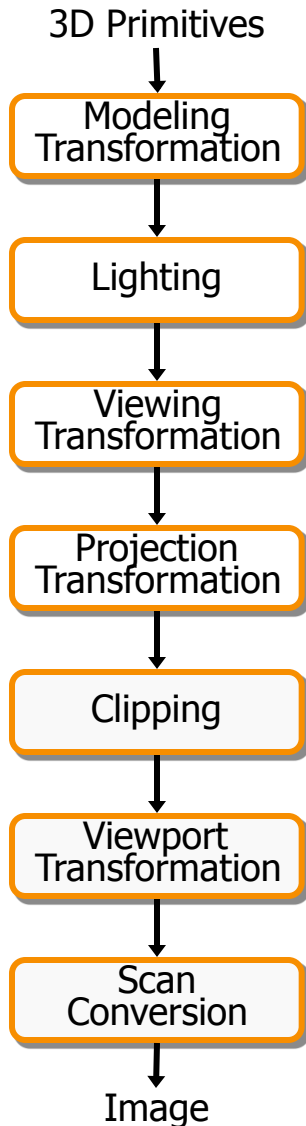 3D Primitives
Modeling
Transformation
Lighting
Viewing
Transformation
Projection
Transformation
Clipping
Viewport
Transformation
Scan
Conversion
Image